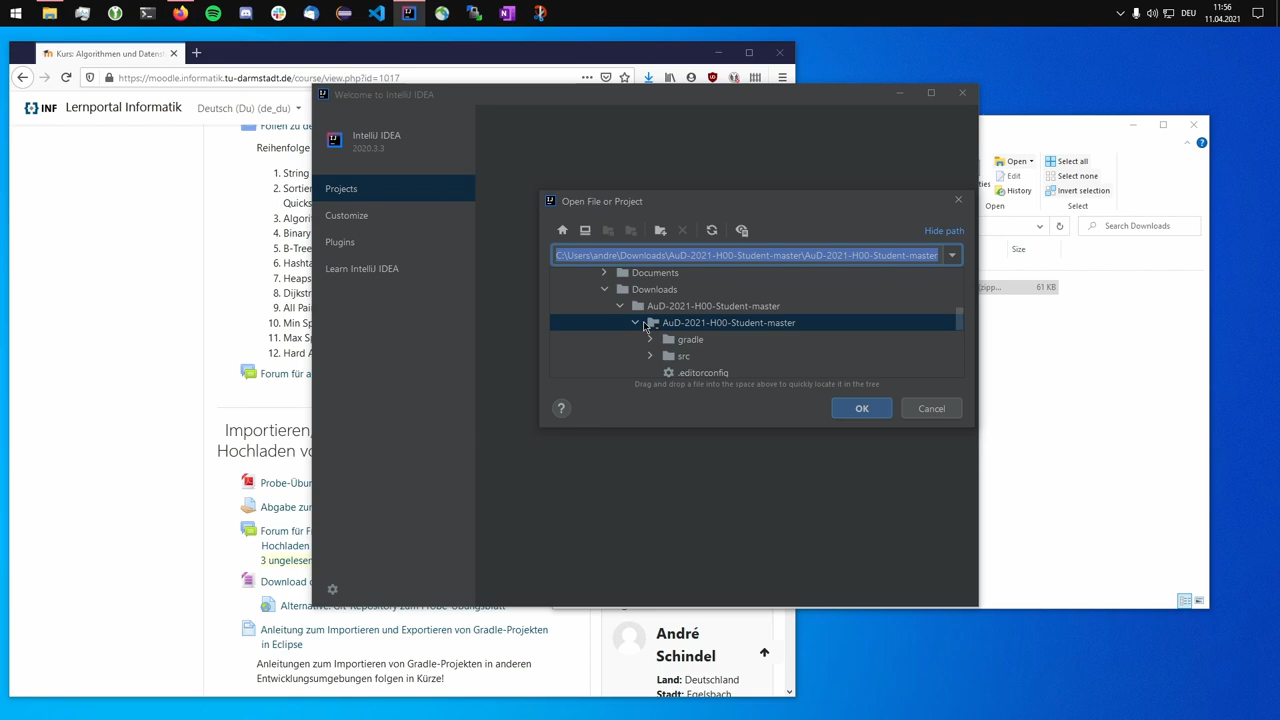 DEU
11:56
11.04.2021
Kurs: Algorithmen und Datenst
https://moodle.informatik.tu-darmstadt.de/course/view.php?id=1017
INF Lernportal Informatik
Deutsch (Du) (de_du)
Folien zu de
Reihenfolge
1. String
2. Sortier
Quicks
3. Algori
4. Binary
5. B-Tree
6. Hashta
7. Heaps
8. Dijkstr
9. All Pai
10. Min Sp
11. Max S
12. Hard A
Forum für a
Importieren,
Hochladen vo
Probe-Übun
Abgabe zur
Forum für F
Hochladen
3 ungelesen
Download d
Alternative: Git-Repository zum Probe-Übungsblatt
Anleitung zum Importieren und Exportieren von Gradle-Projekten
in Eclipse
Anleitungen zum Importieren von Gradle-Projekten in anderen
Entwicklungsumgebungen folgen in Kürze!
André
Schindel
Land: Deutschland
Stadt: Egelsbach
Welcome to IntelliJ IDEA
IntelliJ IDEA
2020.3.3
Projects
Customize
Plugins
Learn IntelliJ IDEA
Open File or Project
Hide path
C:\Users\andre\Downloads\AuD-2021-H00-Student-master\AuD-2021-H00-Student-master
Documents
Downloads
AuD-2021-H00-Student-master
AuD-2021-H00-Student-master
gradle
src
.editorconfig
Drag and drop a file into the space above to quickly locate it in the tree
?
OK
Cancel
Open
Edit
ties
History
Open
Select all
Select none
Invert selection
Select
Search Downloads
Size
(zipp...
61 KB